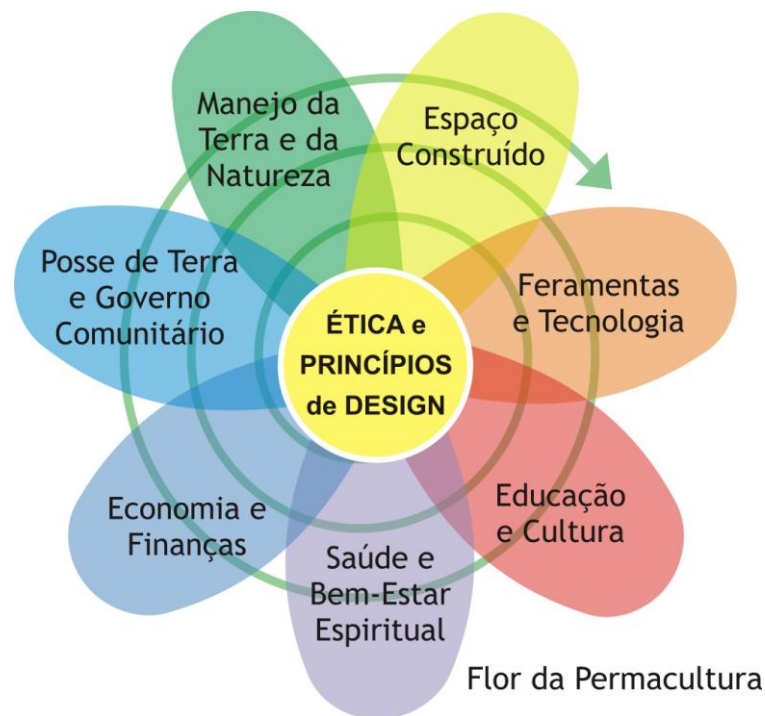 Manejo da
Terra e da
Natureza
Espaço
Construído
Feramentas
e Tecnologia
Educação
e Cultura
Saúde e
Bem-Estar
Espiritual
Economia e
Finanças
Posse de Terra
e Governo
Comunitário
ÉTICA e
PRINCÍPIOS
de DESIGN
Flor da Permacultura